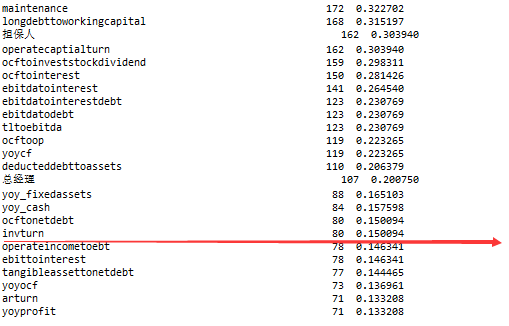 maintenance 172 0.322702
longdebttoworkingcapital 168 0.315197
担保人 162 0.303940
operatecaptialturn 162 0.303940
ocftoinveststockdividend 159 0.298311
ocftointerest 150 0.281426
ebitdatointerest 141 0.264540
ebitdatointerestdebt 123 0.230769
ebitdatodebt 123 0.230769
tltoebitda 123 0.230769
ocftoop 119 0.223265
yoycf 119 0.223265
deducteddebttoassets 110 0.206379
总经理 107 0.200750
yoy_fixedassets 88 0.165103
yoy_cash 84 0.157598
ocftonetdebt 80 0.150094
invturn 80 0.150094
operateincometoebt 78 0.146341
ebittointerest 78 0.146341
tangibleassettonetdebt 77 0.144465
yoyocf 73 0.136961
arturn 71 0.133208
yoyprofit 71 0.133208